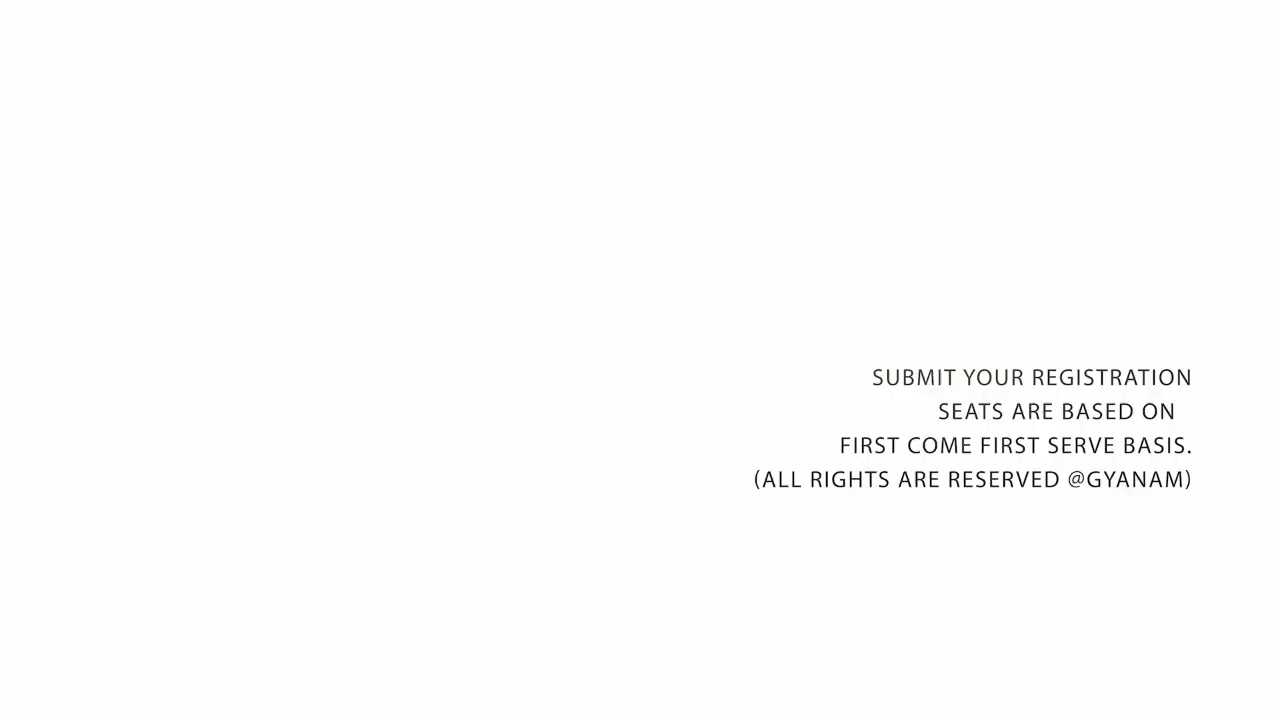 SUBMIT YOUR REGISTRATION
SEATS ARE BASED ON
FIRST COME FIRST SERVE BASIS.
(ALL RIGHTS ARE RESERVED @GYANAM)